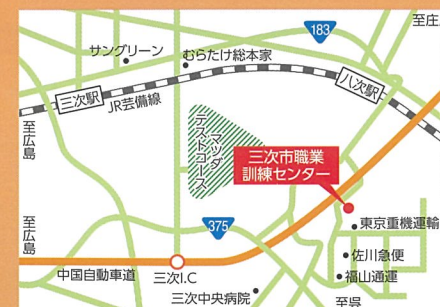 183
至庄
サングリーン
むらたけ総本家
三次駅
JR芸備線
八次駅
至広島
マツダ
テストコース
三次市職業
訓練センター
至広島
375
東京重機運輸
佐川急便
福山通運
中国自動車道
三次I.C
三次中央病院
至呉